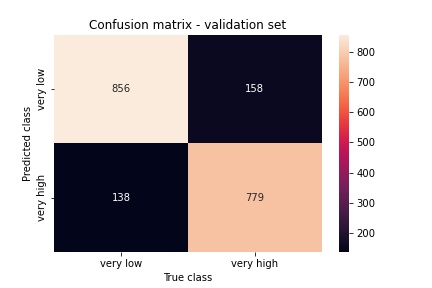 Confusion matrix - validation set
Predicted class
very low
very high
856
158
138
779
very low
very high
True class
800
700
600
500
400
300
200